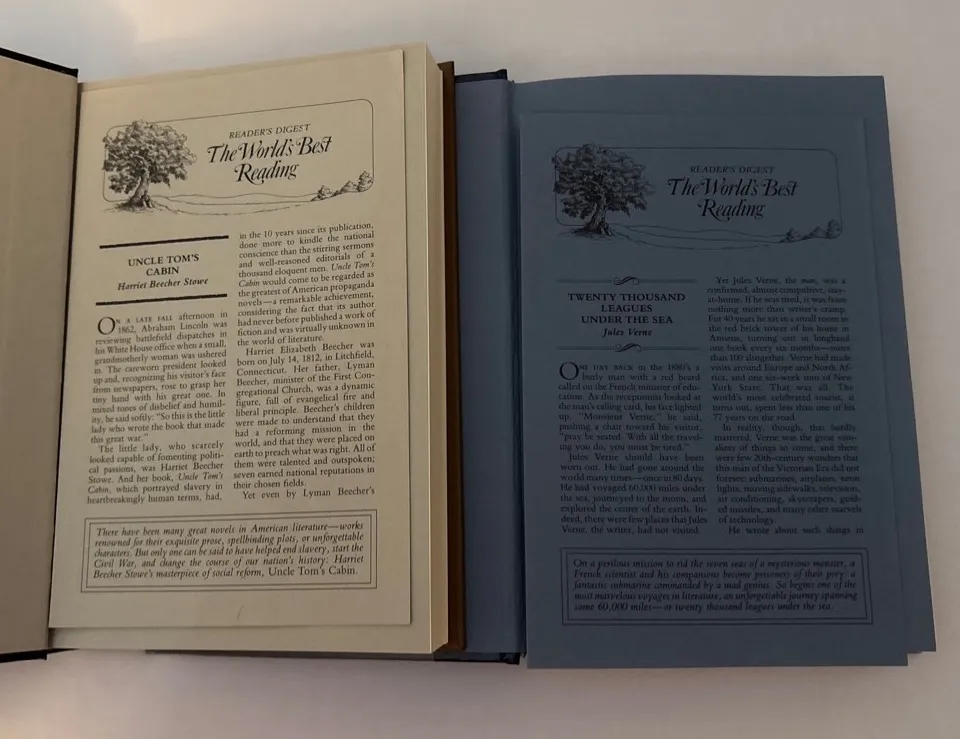 READER'S DIGEST
The World's Best
Reading
UNCLE TOM'S
CABIN
Harriet Beecher Stowe
ON A LATE FALL afternoon in
1862, Abraham Lincoln was
reviewing battlefield dispatches in
his White House office when a small,
grandmotherly woman was ushered
in. The careworn president looked
up and, recognizing his visitor's face
from newspapers, rose to grasp her
tiny hand with his great one. In
mixed tones of disbelief and humil-
ity, he said softly: "So this is the little
lady who wrote the book that made
this great war."
The little lady, who scarcely
looked capable of fomenting politi-
cal passions, was Harriet Beecher
Stowe. And her book, Uncle Tom's
Cabin, which portrayed slavery in
heartbreakingly human terms, had,
in the 10 years since its publication,
done more to kindle the national
conscience than the stirring sermons
and well-reasoned editorials of a
thousand eloquent men. Uncle Tom's
Cabin would come to be regarded as
the greatest of American propaganda
novels—a remarkable achievement,
considering the fact that its author
had never before published a work of
fiction and was virtually unknown in
the world of literature.
Harriet Elizabeth Beecher was
born on July 14, 1812, in Litchfield,
Connecticut. Her father, Lyman
Beecher, minister of the First Con-
gregational Church, was a dynamic
figure, full of evangelical fire and
liberal principle. Beecher's children
were made to understand that they
had a reforming mission in the
world, and that they were placed on
earth to preach what was right. All of
them were talented and outspoken;
seven earned national reputations in
their chosen fields.
Yet even by Lyman Beecher's
There have been many great novels in American literature—works
renowned for their exquisite prose, spellbinding plots, or unforgettable
characters. But only one can be said to have helped end slavery, start the
Civil War, and change the course of our nation's history: Harriet
Beecher Stowe's masterpiece of social reform, Uncle Tom's Cabin.
READER'S DIGEST
The World's Best
Reading
TWENTY THOUSAND
LEAGUES
UNDER THE SEA
Jules Verne
ONE DAY BACK in the 1880's a
burly man with a red beard
called on the French minister of edu-
cation. As the receptionist looked at
the man's calling card, his face lighted
up. "Monsieur Verne," he said,
pushing a chair toward his visitor,
"pray be seated. With all the travel-
ing you do, you must be tired."
Jules Verne should have been
worn out. He had gone around the
world many times—once in 80 days.
He had voyaged 60,000 miles under
the sea, journeyed to the moon, and
explored the center of the earth. In-
deed, there were few places that Jules
Verne, the writer, had not visited.
Yet Jules Verne, the man, was a
confirmed, almost compulsive, stay-
at-home. If he was tired, it was from
nothing more than writer's cramp.
For 40 years he sat in a small room in
the red brick tower of his home in
Amiens, turning out in longhand
one book every six months—more
than 100 altogether. Verne had made
visits around Europe and North Af-
rica, and one six-week tour of New
York State. That was all. The
world's most celebrated tourist, it
turns out, spent less than one of his
77 years on the road.
In reality, though, that hardly
mattered. Verne was the great visu-
alizer of things to come, and there
were few 20th-century wonders that
this man of the Victorian Era did not
foresee: submarines, airplanes, neon
lights, moving sidewalks, television,
air conditioning, skyscrapers, guid-
ed missiles, and many other marvels
of technology.
He wrote about such things in
On a perilous mission to rid the seven seas of a mysterious monster, a
French scientist and his companions become prisoners of their prey: a
fantastic submarine commanded by a mad genius. So begins one of the
most marvelous voyages in literature, an unforgettable journey spanning
some 60,000 miles—or twenty thousand leagues under the sea.